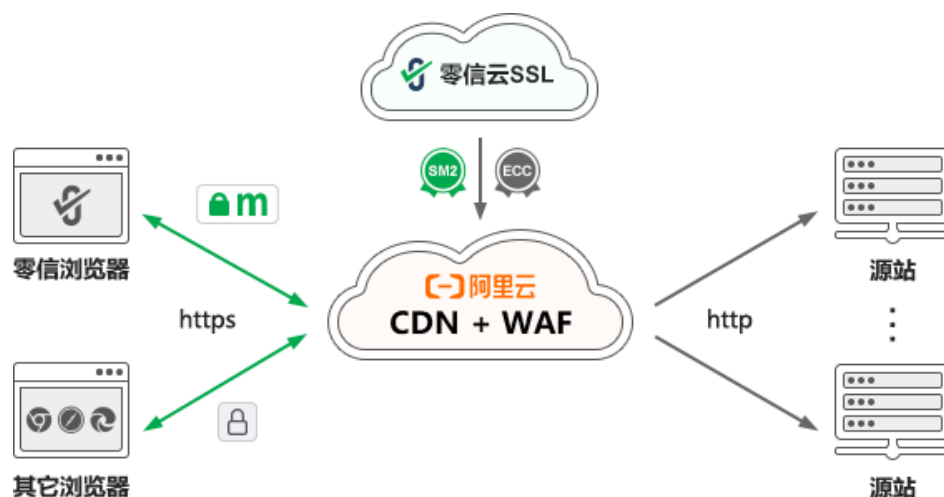 零信云SSL
SM2
ECC
m
零信浏览器
源站
阿里云
CDN + WAF
https
http
其它浏览器
源站